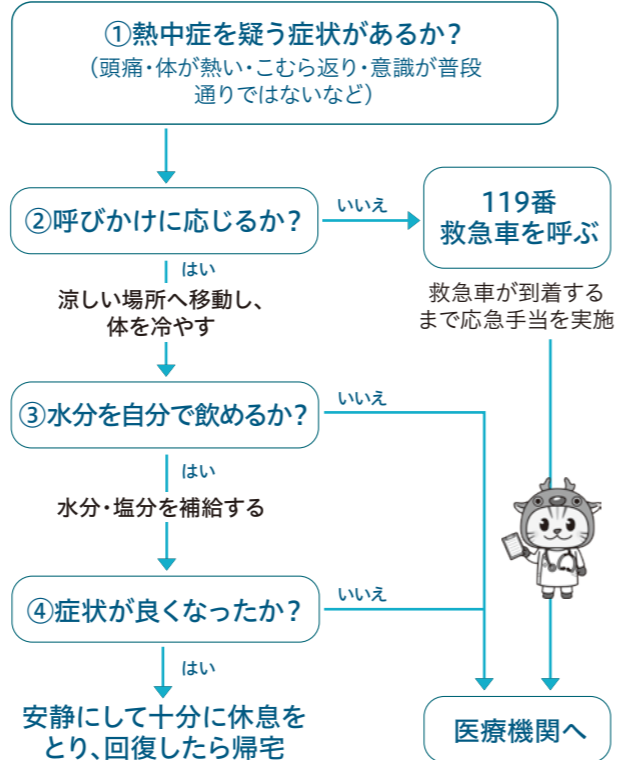 ①熱中症を疑う症状があるか？
（頭痛・体が熱い・こむら返り・意識が普段
通りではないなど）
②呼びかけに応じるか？
いいえ
119番
救急車を呼ぶ
はい
涼しい場所へ移動し、
体を冷やす
救急車が到着する
まで応急手当を実施
③水分を自分で飲めるか？
いいえ
はい
水分・塩分を補給する
④症状が良くなったか？
いいえ
はい
安静にして十分に休息を
とり、回復したら帰宅
医療機関へ